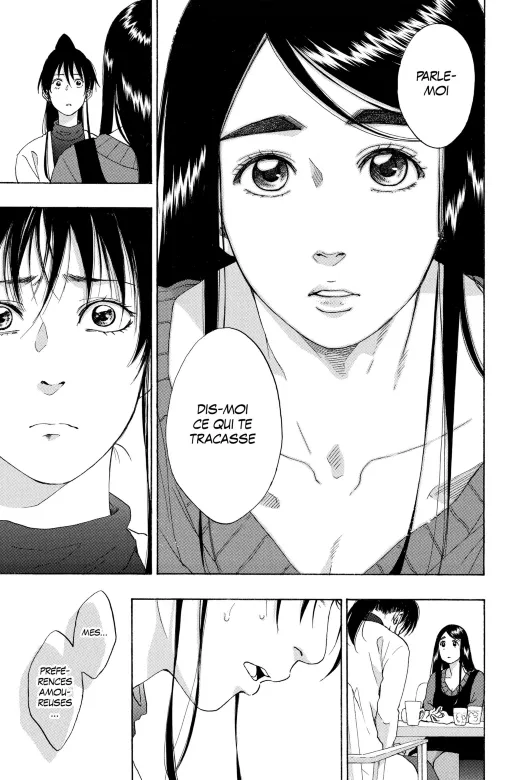 PARLE-
MOI
DIS-MOI
CE QUI TE
TRACASSE
MES...
PRÉFÉ-
RENCES
AMOU-
REUSES
...